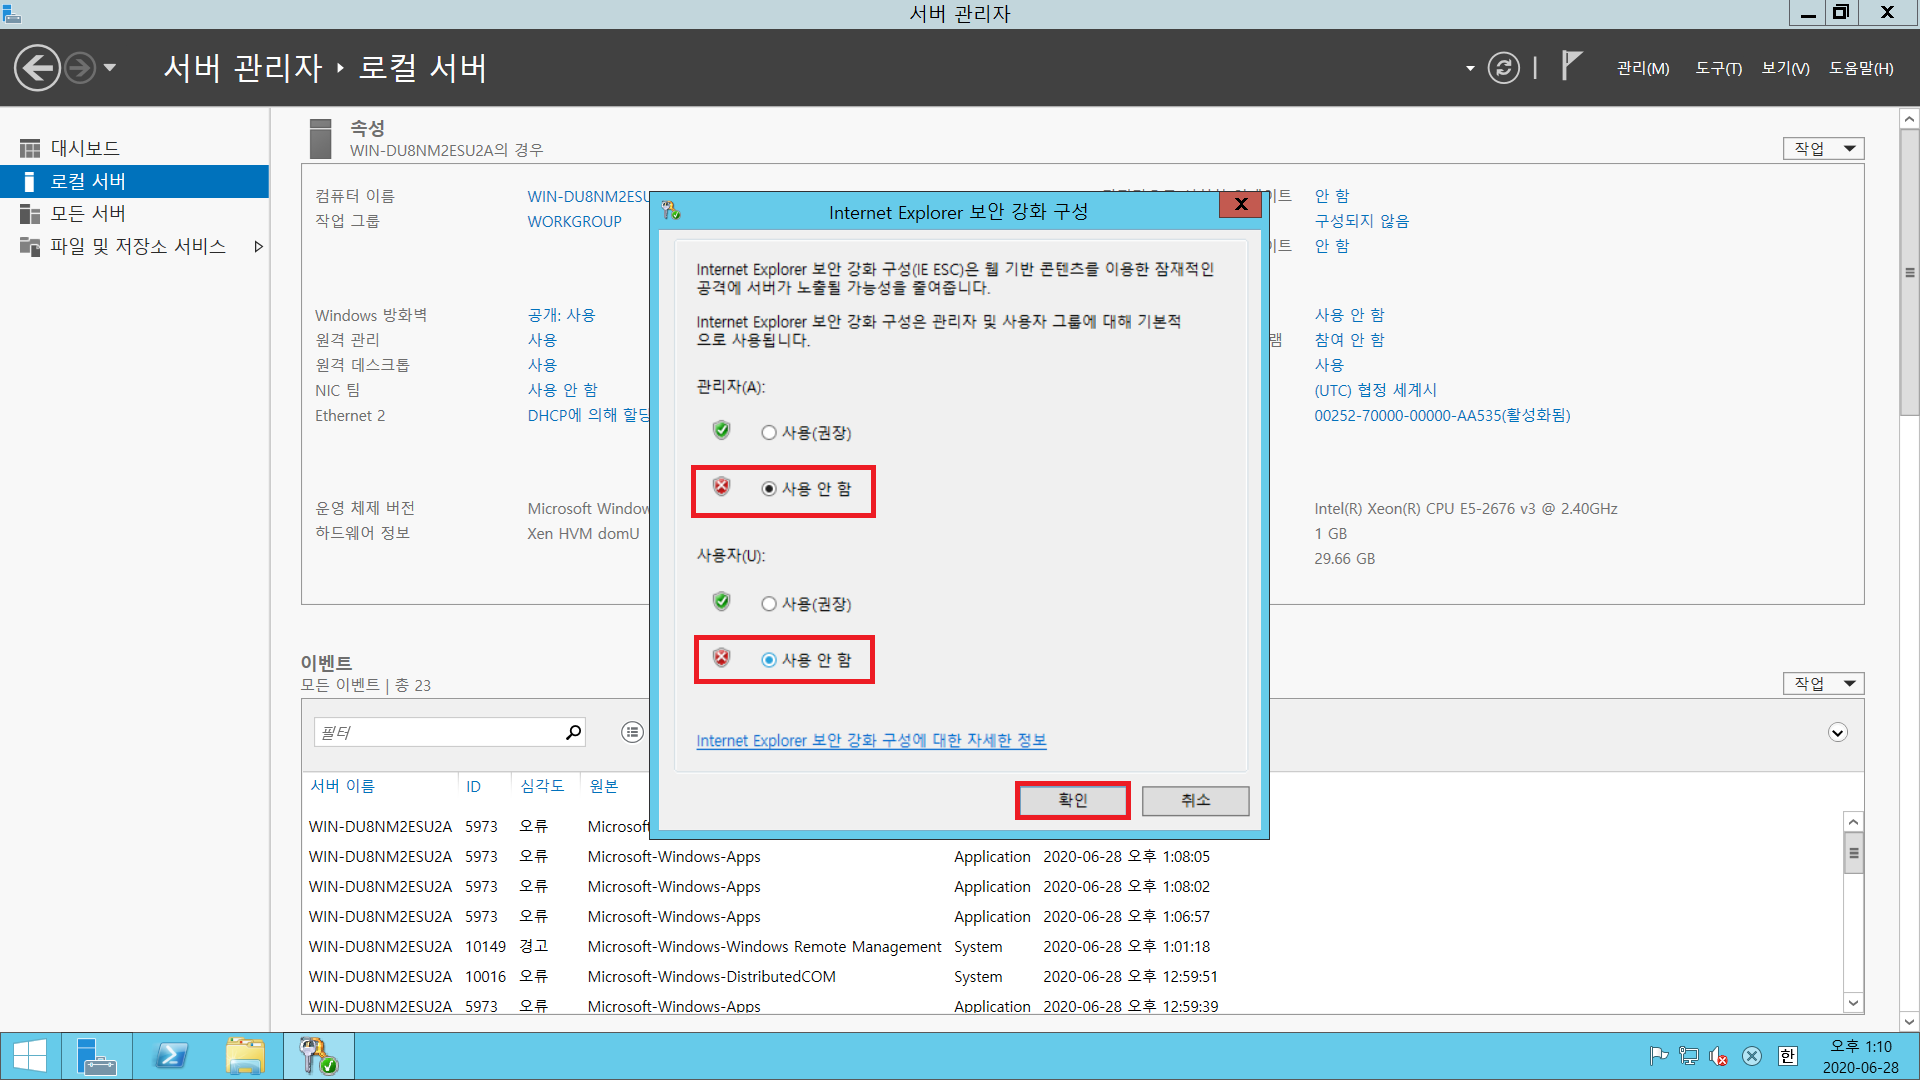 서버 관리자
서버 관리자 ‣ 로컬 서버
관리(M) 도구(T) 보기(V) 도움말(H)
대시보드
로컬 서버
모든 서버
파일 및 저장소 서비스
속성
WIN-DU8NM2ESU2A의 경우
작업
컴퓨터 이름 WIN-DU8NM2ESU
작업 그룹 WORKGROUP
이트 안 함
구성되지 않음
이트 안 함
Windows 방화벽 공개: 사용
원격 관리 사용
원격 데스크톱 사용
NIC 팀 사용 안 함
Ethernet 2 DHCP에 의해 할당
사용 안 함
램 참여 안 함
사용
(UTC) 협정 세계시
00252-70000-00000-AA535(활성화됨)
운영 체제 버전 Microsoft Window
하드웨어 정보 Xen HVM domU
Intel(R) Xeon(R) CPU E5-2676 v3 @ 2.40GHz
1 GB
29.66 GB
Internet Explorer 보안 강화 구성
X
Internet Explorer 보안 강화 구성(IE ESC)은 웹 기반 콘텐츠를 이용한 잠재적인
공격에 서버가 노출될 가능성을 줄여줍니다.
Internet Explorer 보안 강화 구성은 관리자 및 사용자 그룹에 대해 기본적
으로 사용됩니다.
관리자(A):
사용(권장)
사용 안 함
사용자(U):
사용(권장)
사용 안 함
Internet Explorer 보안 강화 구성에 대한 자세한 정보
확인 취소
이벤트
모든 이벤트 | 총 23
작업
필터
서버 이름 ID 심각도 원본
WIN-DU8NM2ESU2A 5973 오류 Microsoft
WIN-DU8NM2ESU2A 5973 오류 Microsoft-Windows-Apps Application 2020-06-28 오후 1:08:05
WIN-DU8NM2ESU2A 5973 오류 Microsoft-Windows-Apps Application 2020-06-28 오후 1:08:02
WIN-DU8NM2ESU2A 5973 오류 Microsoft-Windows-Apps Application 2020-06-28 오후 1:06:57
WIN-DU8NM2ESU2A 10149 경고 Microsoft-Windows-Windows Remote Management System 2020-06-28 오후 1:01:18
WIN-DU8NM2ESU2A 10016 오류 Microsoft-Windows-DistributedCOM System 2020-06-28 오후 12:59:51
WIN-DU8NM2ESU2A 5973 오류 Microsoft-Windows-Apps Application 2020-06-28 오후 12:59:39
한
오후 1:10
2020-06-28